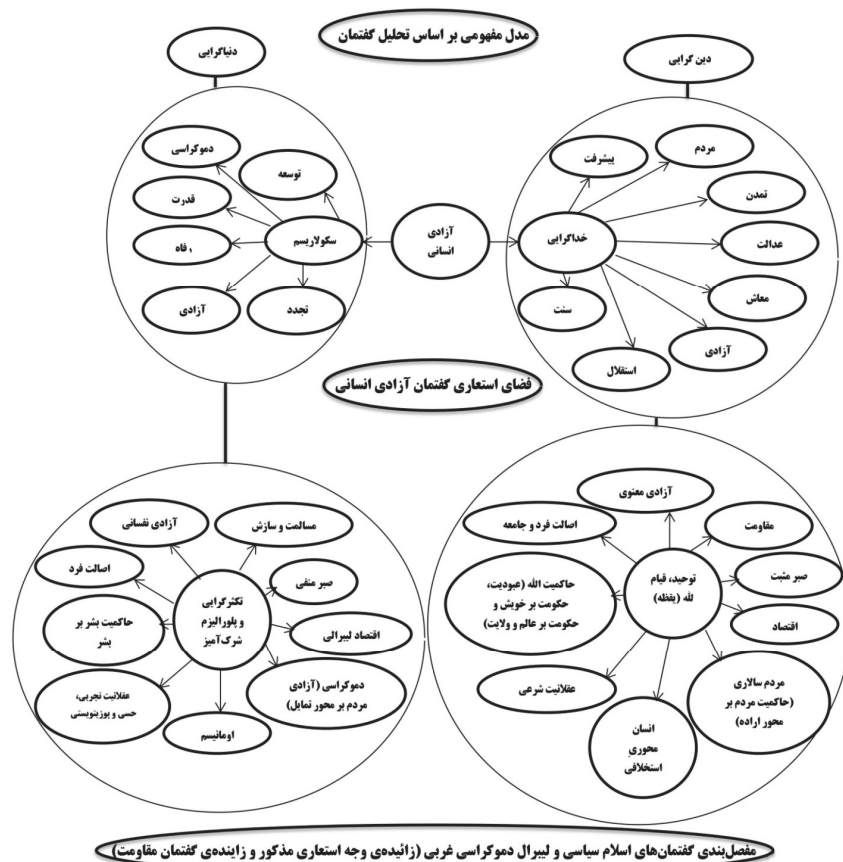 مدل مفهومی بر اساس تحلیل گفتمان
دین گرایی
پیشرفت
مردم
تمدن
عدالت
معاش
آزادی
استقلال
سنت
خداگرایی
آزادی
انسانی
دنیاگرایی
دموکراسی
توسعه
قدرت
سکولاریسم
رفاه
آزادی
تجدد
فضای استعاری گفتمان آزادی انسانی
آزادی معنوی
اصالت فرد و جامعه
مقاومت
توحید، قیام
لله (یقظه)
صبر مثبت
حاکمیت الله (عبودیت،
حکومت بر خویش و
حکومت بر عالم و ولایت)
اقتصاد
عقلانیت شرعی
مردم سالاری
(حاکمیت مردم بر
محور اراده)
انسان
محوریِ
استخلافی
آزادی نفسانی
مسالمت و سازش
اصالت فرد
صبر منفی
تکثرگرایی
و پلورالیزم
شرک‌آمیز
حاکمیت بشر بر
بشر
اقتصاد لیبرالی
عقلانیت تجربی،
حسی و پوزیتویستی
دموکراسی (آزادی
مردم بر محور تمایل)
اومانیسم
مفصل‌بندی گفتمان‌های اسلام سیاسی و لیبرال دموکراسی غربی (زائیده‌ی وجه استعاری مذکور و زاینده‌ی گفتمان مقاومت)